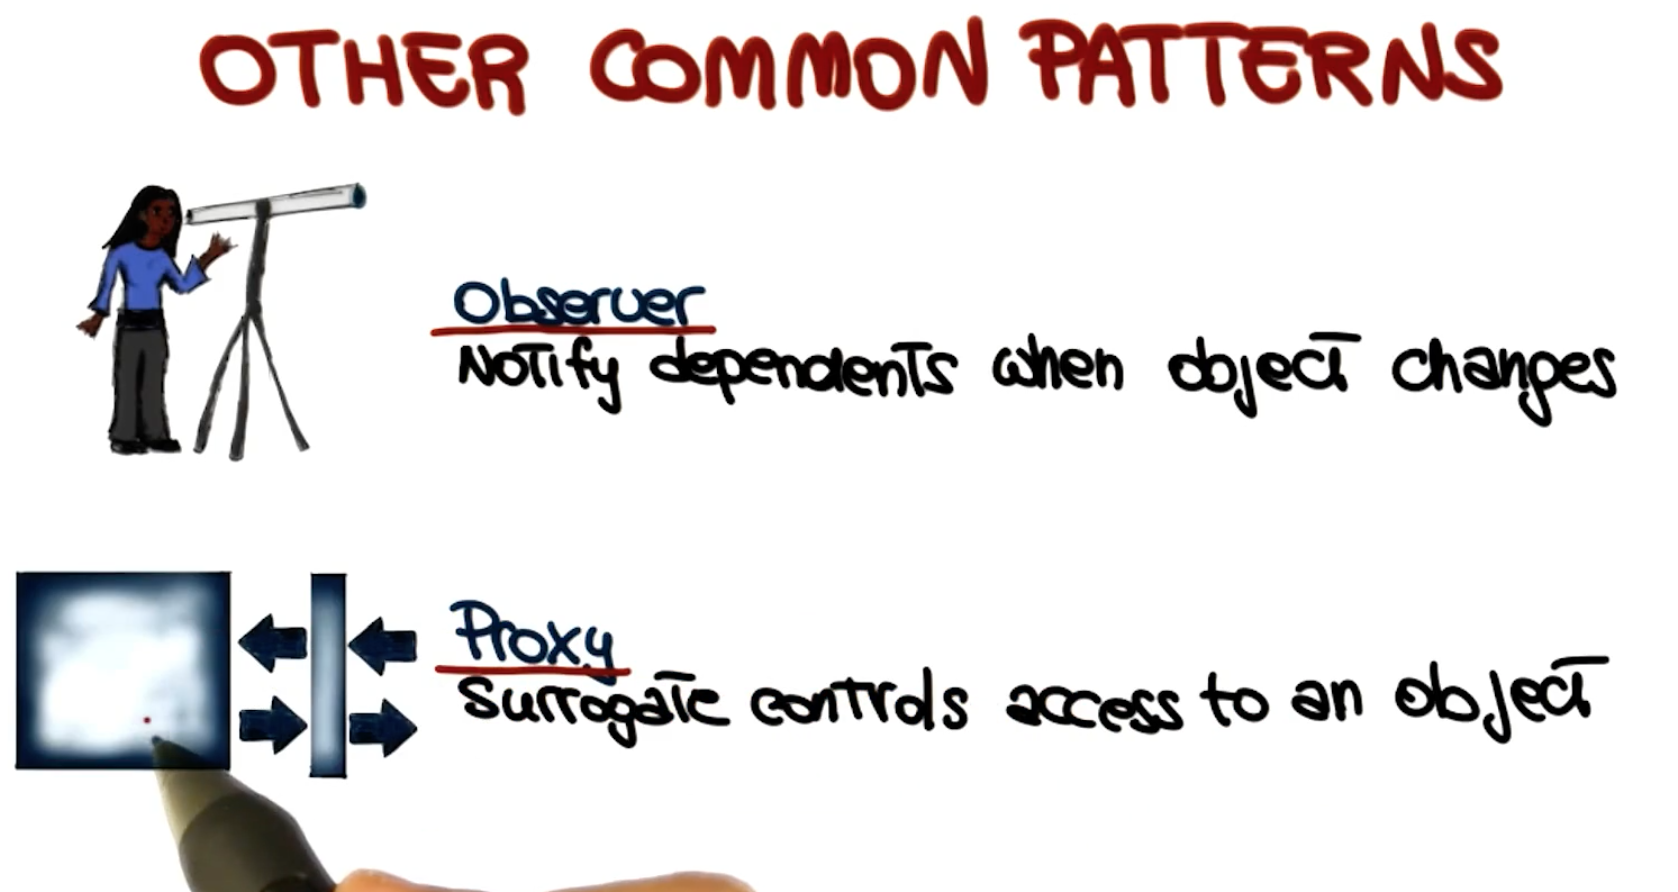 OTHER COMMON PATTERNS
Observer
Notify dependents when object changes
Proxy
Surrogate controls access to an object